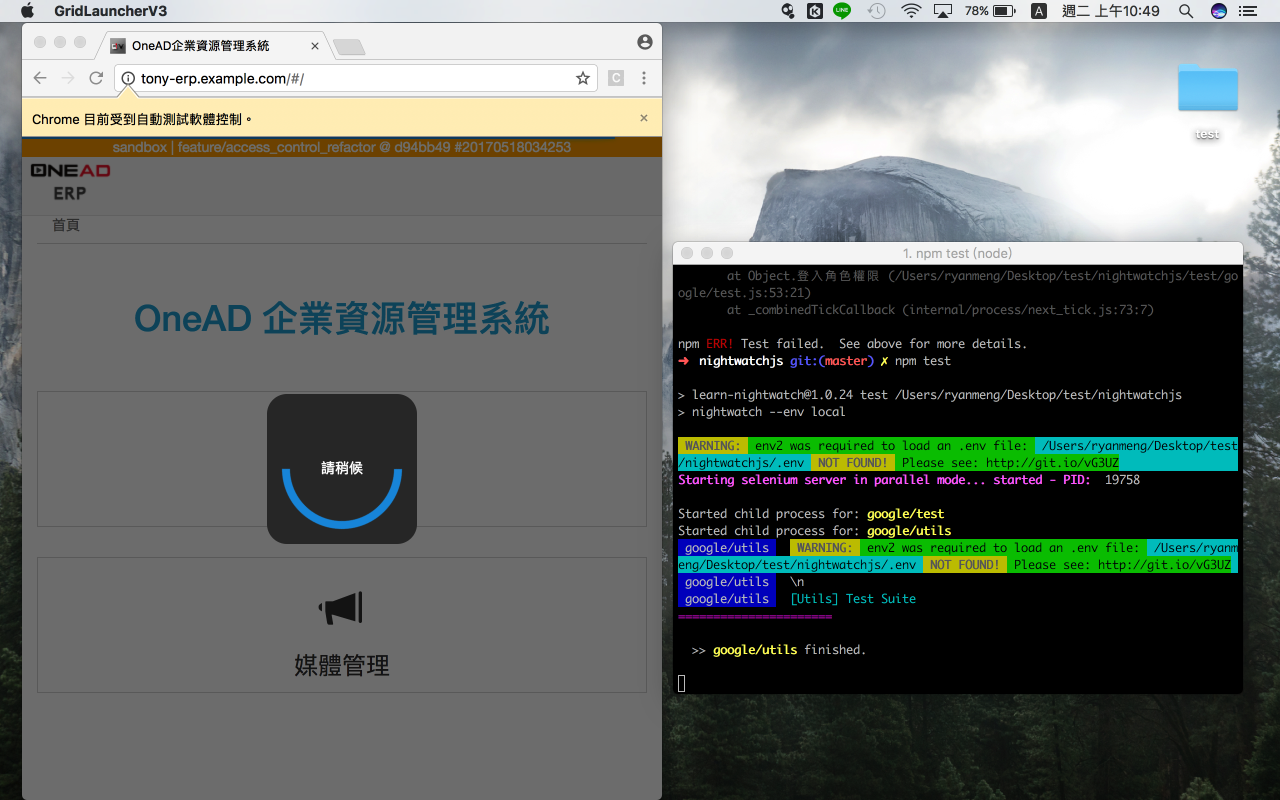 GridLauncherV3
LINE
78%
A
週二 上午10:49
OneAD企業資源管理系統
tony-erp.example.com/#/
C
Chrome 目前受到自動測試軟體控制。
sandbox | feature/access_control_refactor @ d94bb49 #20170518034253
ONEAD
ERP
首頁
OneAD 企業資源管理系統
請稍候
媒體管理
test
1. npm test (node)
at Object.登入角色權限 (/Users/ryanmeng/Desktop/test/nightwatchjs/test/go
ogle/test.js:53:21)
at _combinedTickCallback (internal/process/next_tick.js:73:7)
npm ERR! Test failed.  See above for more details.
➜  nightwatchjs git:(master) ✗ npm test
> learn-nightwatch@1.0.24 test /Users/ryanmeng/Desktop/test/nightwatchjs
> nightwatch --env local
WARNING:  env2 was required to load an .env file:  /Users/ryanmeng/Desktop/test
/nightwatchjs/.env  NOT FOUND!  Please see: http://git.io/vG3UZ
Starting selenium server in parallel mode... started - PID:  19758
Started child process for: google/test
Started child process for: google/utils
google/utils   WARNING:  env2 was required to load an .env file:  /Users/ryanm
eng/Desktop/test/nightwatchjs/.env  NOT FOUND!  Please see: http://git.io/vG3UZ
google/utils   \n
google/utils   [Utils] Test Suite
======================
>> google/utils finished.